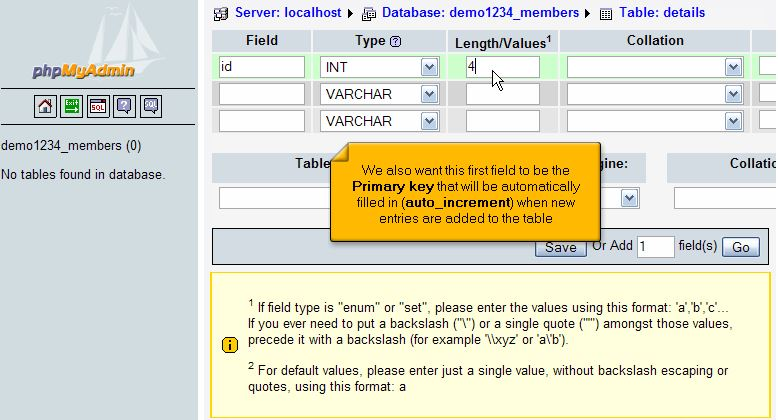 phpMyAdmin
SQL
?
SQL
demo1234_members (0)
No tables found in database.
Server: localhost Database: demo1234_members Table: details
Field Type ? Length/Values1 Collation
id INT 4
VARCHAR
VARCHAR
We also want this first field to be the
Primary key that will be automatically
filled in (auto_increment) when new
entries are added to the table
Table gine: Collatio
Save Or Add 1 field(s) Go
1 If field type is "enum" or "set", please enter the values using this format: 'a','b','c'...
If you ever need to put a backslash ("\") or a single quote ("'") amongst those values,
precede it with a backslash (for example '\\xyz' or 'a\'b').
2 For default values, please enter just a single value, without backslash escaping or
quotes, using this format: a